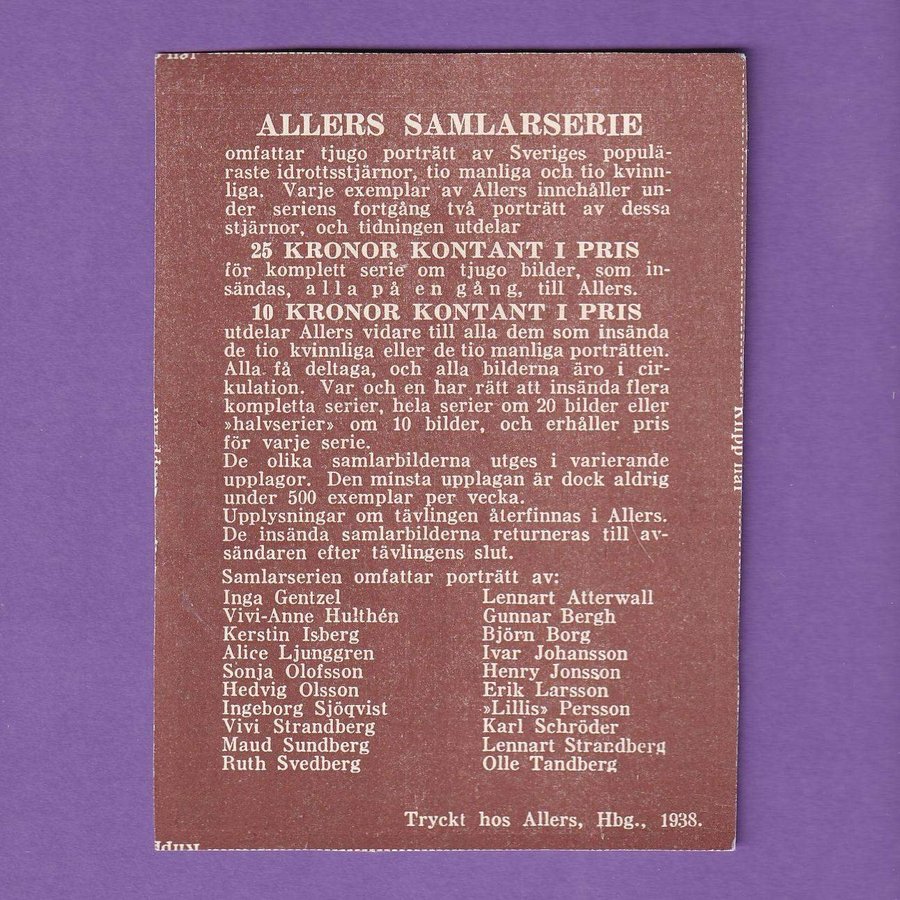 ALLERS SAMLARSERIE
omfattar tjugo porträtt av Sveriges populä-
raste idrottsstjärnor, tio manliga och tio kvinn-
liga. Varje exemplar av Allers innehåller un-
der seriens fortgång två porträtt av dessa
stjärnor, och tidningen utdelar
25 KRONOR KONTANT I PRIS
för komplett serie om tjugo bilder, som in-
sändas, alla på en gång, till Allers.
10 KRONOR KONTANT I PRIS
utdelar Allers vidare till alla dem som insända
de tio kvinnliga eller de tio manliga porträtten.
Alla få deltaga, och alla bilderna äro i cir-
kulation. Var och en har rätt att insända flera
kompletta serier, hela serier om 20 bilder eller
»halvserier» om 10 bilder, och erhåller pris
för varje serie.
De olika samlarbilderna utges i varierande
upplagor. Den minsta upplagan är dock aldrig
under 500 exemplar per vecka.
Upplysningar om tävlingen återfinnas i Allers.
De insända samlarbilderna returneras till av-
sändaren efter tävlingens slut.
Samlarserien omfattar porträtt av:
Inga Gentzel
Vivi-Anne Hulthén
Kerstin Isberg
Alice Ljunggren
Sonja Olofsson
Hedvig Olsson
Ingeborg Sjöqvist
Vivi Strandberg
Maud Sundberg
Ruth Svedberg
Lennart Atterwall
Gunnar Bergh
Björn Borg
Ivar Johansson
Henry Jonsson
Erik Larsson
»Lillis» Persson
Karl Schröder
Lennart Strandberg
Olle Tandberg
Tryckt hos Allers, Hbg., 1938.